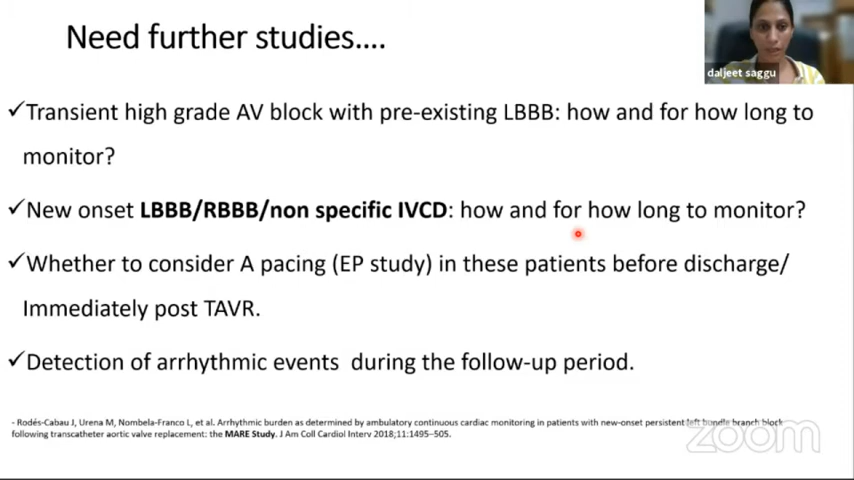 Need further studies....
daljeet saggu
✓Transient high grade AV block with pre-existing LBBB: how and for how long to
monitor?
✓New onset LBBB/RBBB/non specific IVCD: how and for how long to monitor?
✓Whether to consider A pacing (EP study) in these patients before discharge/
Immediately post TAVR.
✓Detection of arrhythmic events during the follow-up period.
- Rodés-Cabau J, Urena M, Nombela-Franco L, et al. Arrhythmic burden as determined by ambulatory continuous cardiac monitoring in patients with new-onset persistent left bundle branch block
following transcatheter aortic valve replacement: the MARE Study. J Am Coll Cardiol Interv 2018;11:1495–505.
zoom